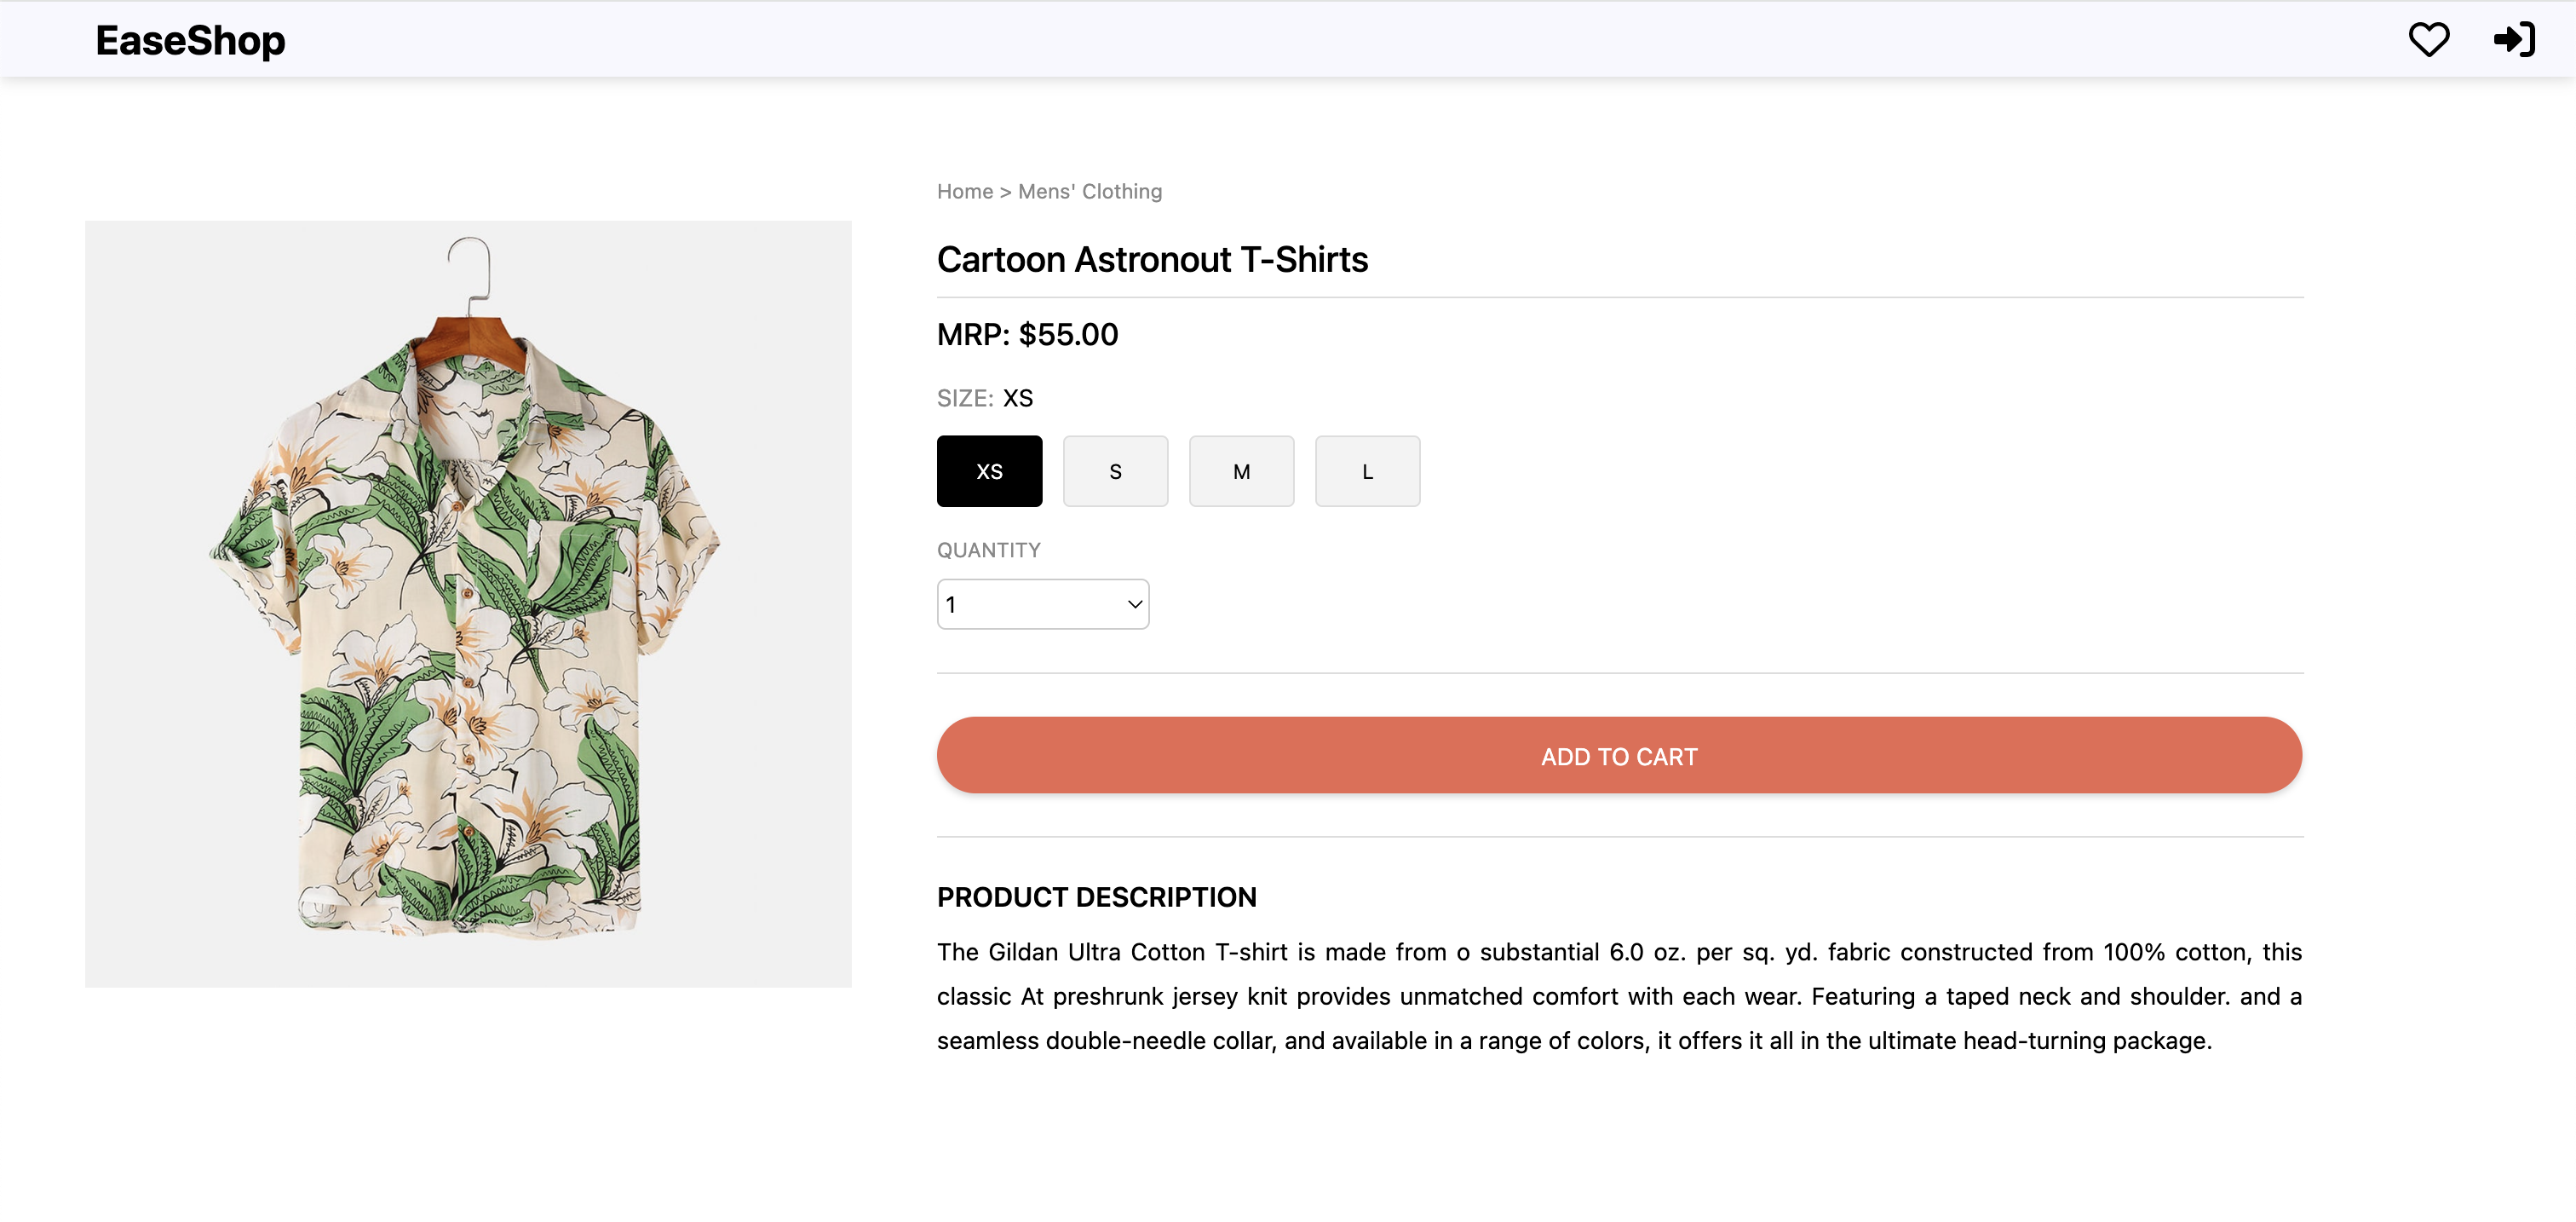 EaseShop
Home > Mens' Clothing
Cartoon Astronout T-Shirts
MRP: $55.00
SIZE: XS
XS S M L
QUANTITY
1
ADD TO CART
PRODUCT DESCRIPTION
The Gildan Ultra Cotton T-shirt is made from o substantial 6.0 oz. per sq. yd. fabric constructed from 100% cotton, this
classic At preshrunk jersey knit provides unmatched comfort with each wear. Featuring a taped neck and shoulder. and a
seamless double-needle collar, and available in a range of colors, it offers it all in the ultimate head-turning package.